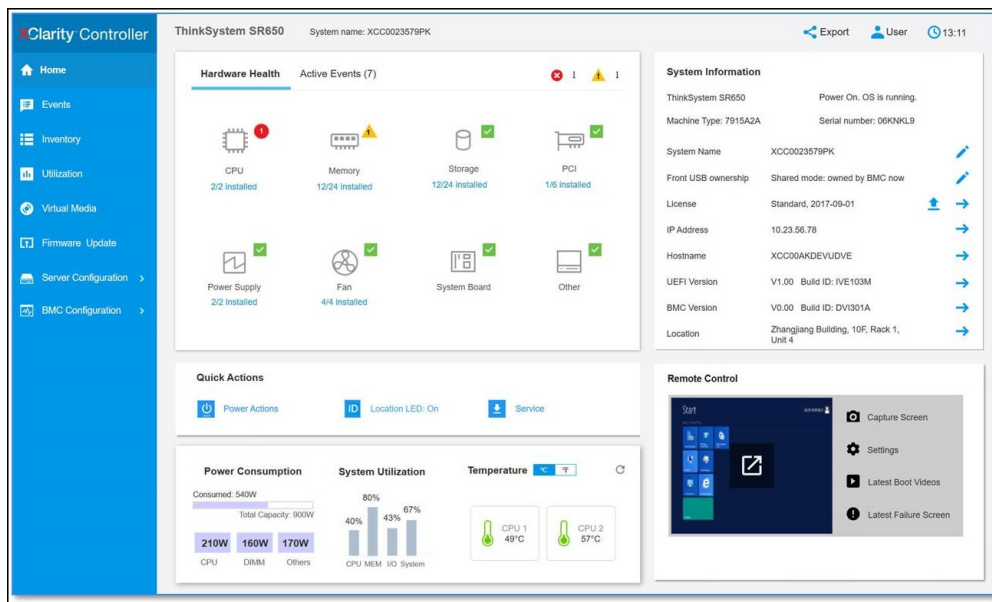 XClarity Controller
ThinkSystem SR650 System name: XCC0023579PK
Export User 13:11
Home
Events
Inventory
Utilization
Virtual Media
Firmware Update
Server Configuration >
BMC Configuration >
Hardware Health Active Events (7) 1 1
1
CPU
2/2 installed
Memory
12/24 installed
Storage
12/24 installed
PCI
1/6 installed
Power Supply
2/2 installed
Fan
4/4 installed
System Board
Other
System Information
ThinkSystem SR650 Power On. OS is running.
Machine Type: 7915A2A Serial number: 06KNKL9
System Name XCC0023579PK
Front USB ownership Shared mode: owned by BMC now
License Standard, 2017-09-01
IP Address 10.23.56.78
Hostname XCC00AKDEVUDVE
UEFI Version V1.00 Build ID: IVE103M
BMC Version V0.00 Build ID: DVI301A
Location Zhangjiang Building, 10F, Rack 1,
Unit 4
Quick Actions
Power Actions
ID Location LED: On
Service
Power Consumption
Consumed: 540W
Total Capacity: 900W
210W 160W 170W
CPU DIMM Others
System Utilization
80%
67%
40% 43%
CPU MEM I/O System
Temperature °C °F
CPU 1
49°C
CPU 2
57°C
Remote Control
Start
Capture Screen
Settings
Latest Boot Videos
Latest Failure Screen